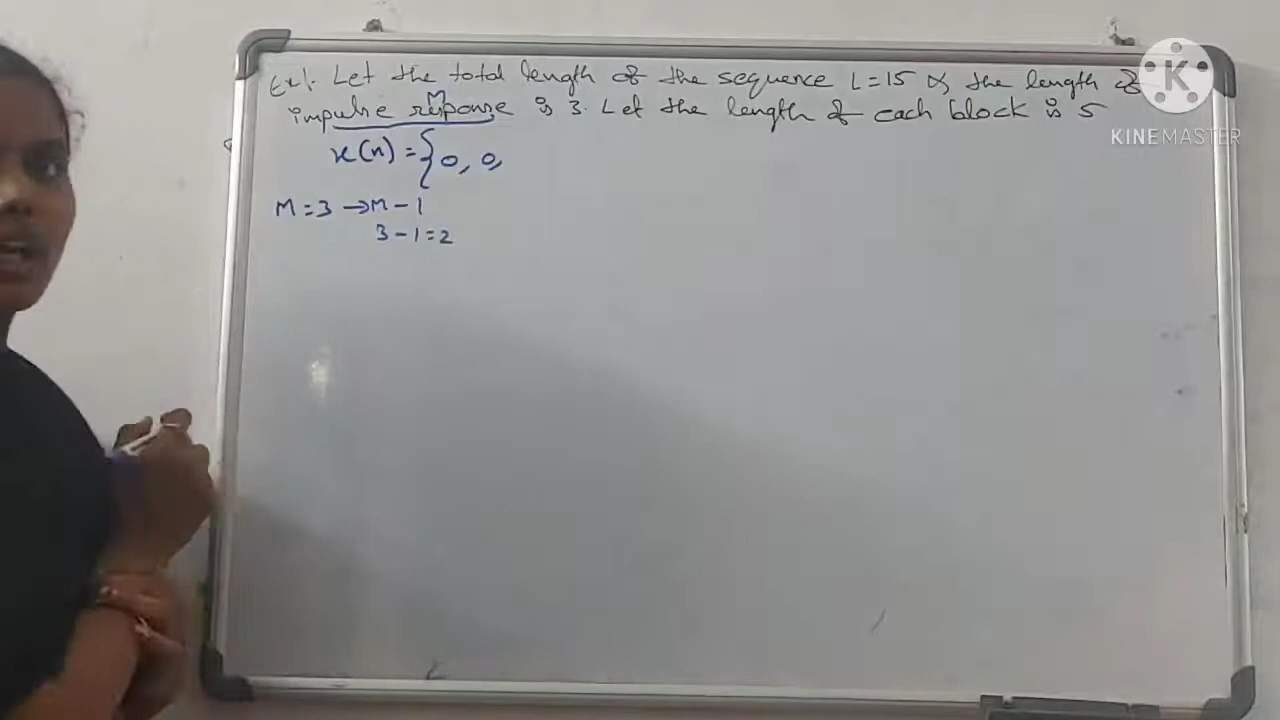 Ex:- Let the total length of the sequence L=15 & the length of
M
impulse response is 3. Let the length of each block is 5
x(n) = {0, 0,
M=3 → M-1
3-1=2
K
KINEMASTER